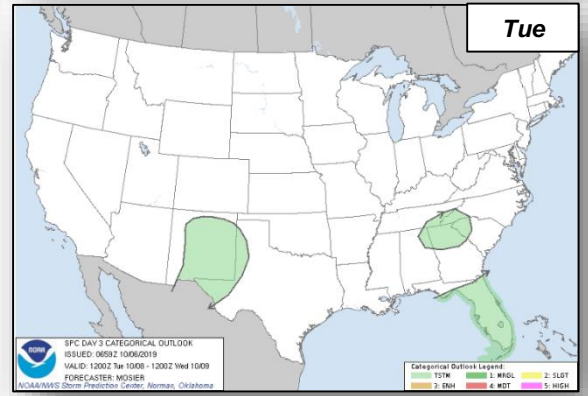 Tue
NOAA
SPC DAY 3 CATEGORICAL OUTLOOK
ISSUED: 0659Z 10/06/2019
VALID: 1200Z Tue 10/08 - 1200Z Wed 10/09
FORECASTER: MOSIER
NOAA/NWS Storm Prediction Center, Norman, Oklahoma
Categorical Outlook Legend:
TSTM 1: MRGL 2: SLGT
3: ENH 4: MDT 5: HIGH